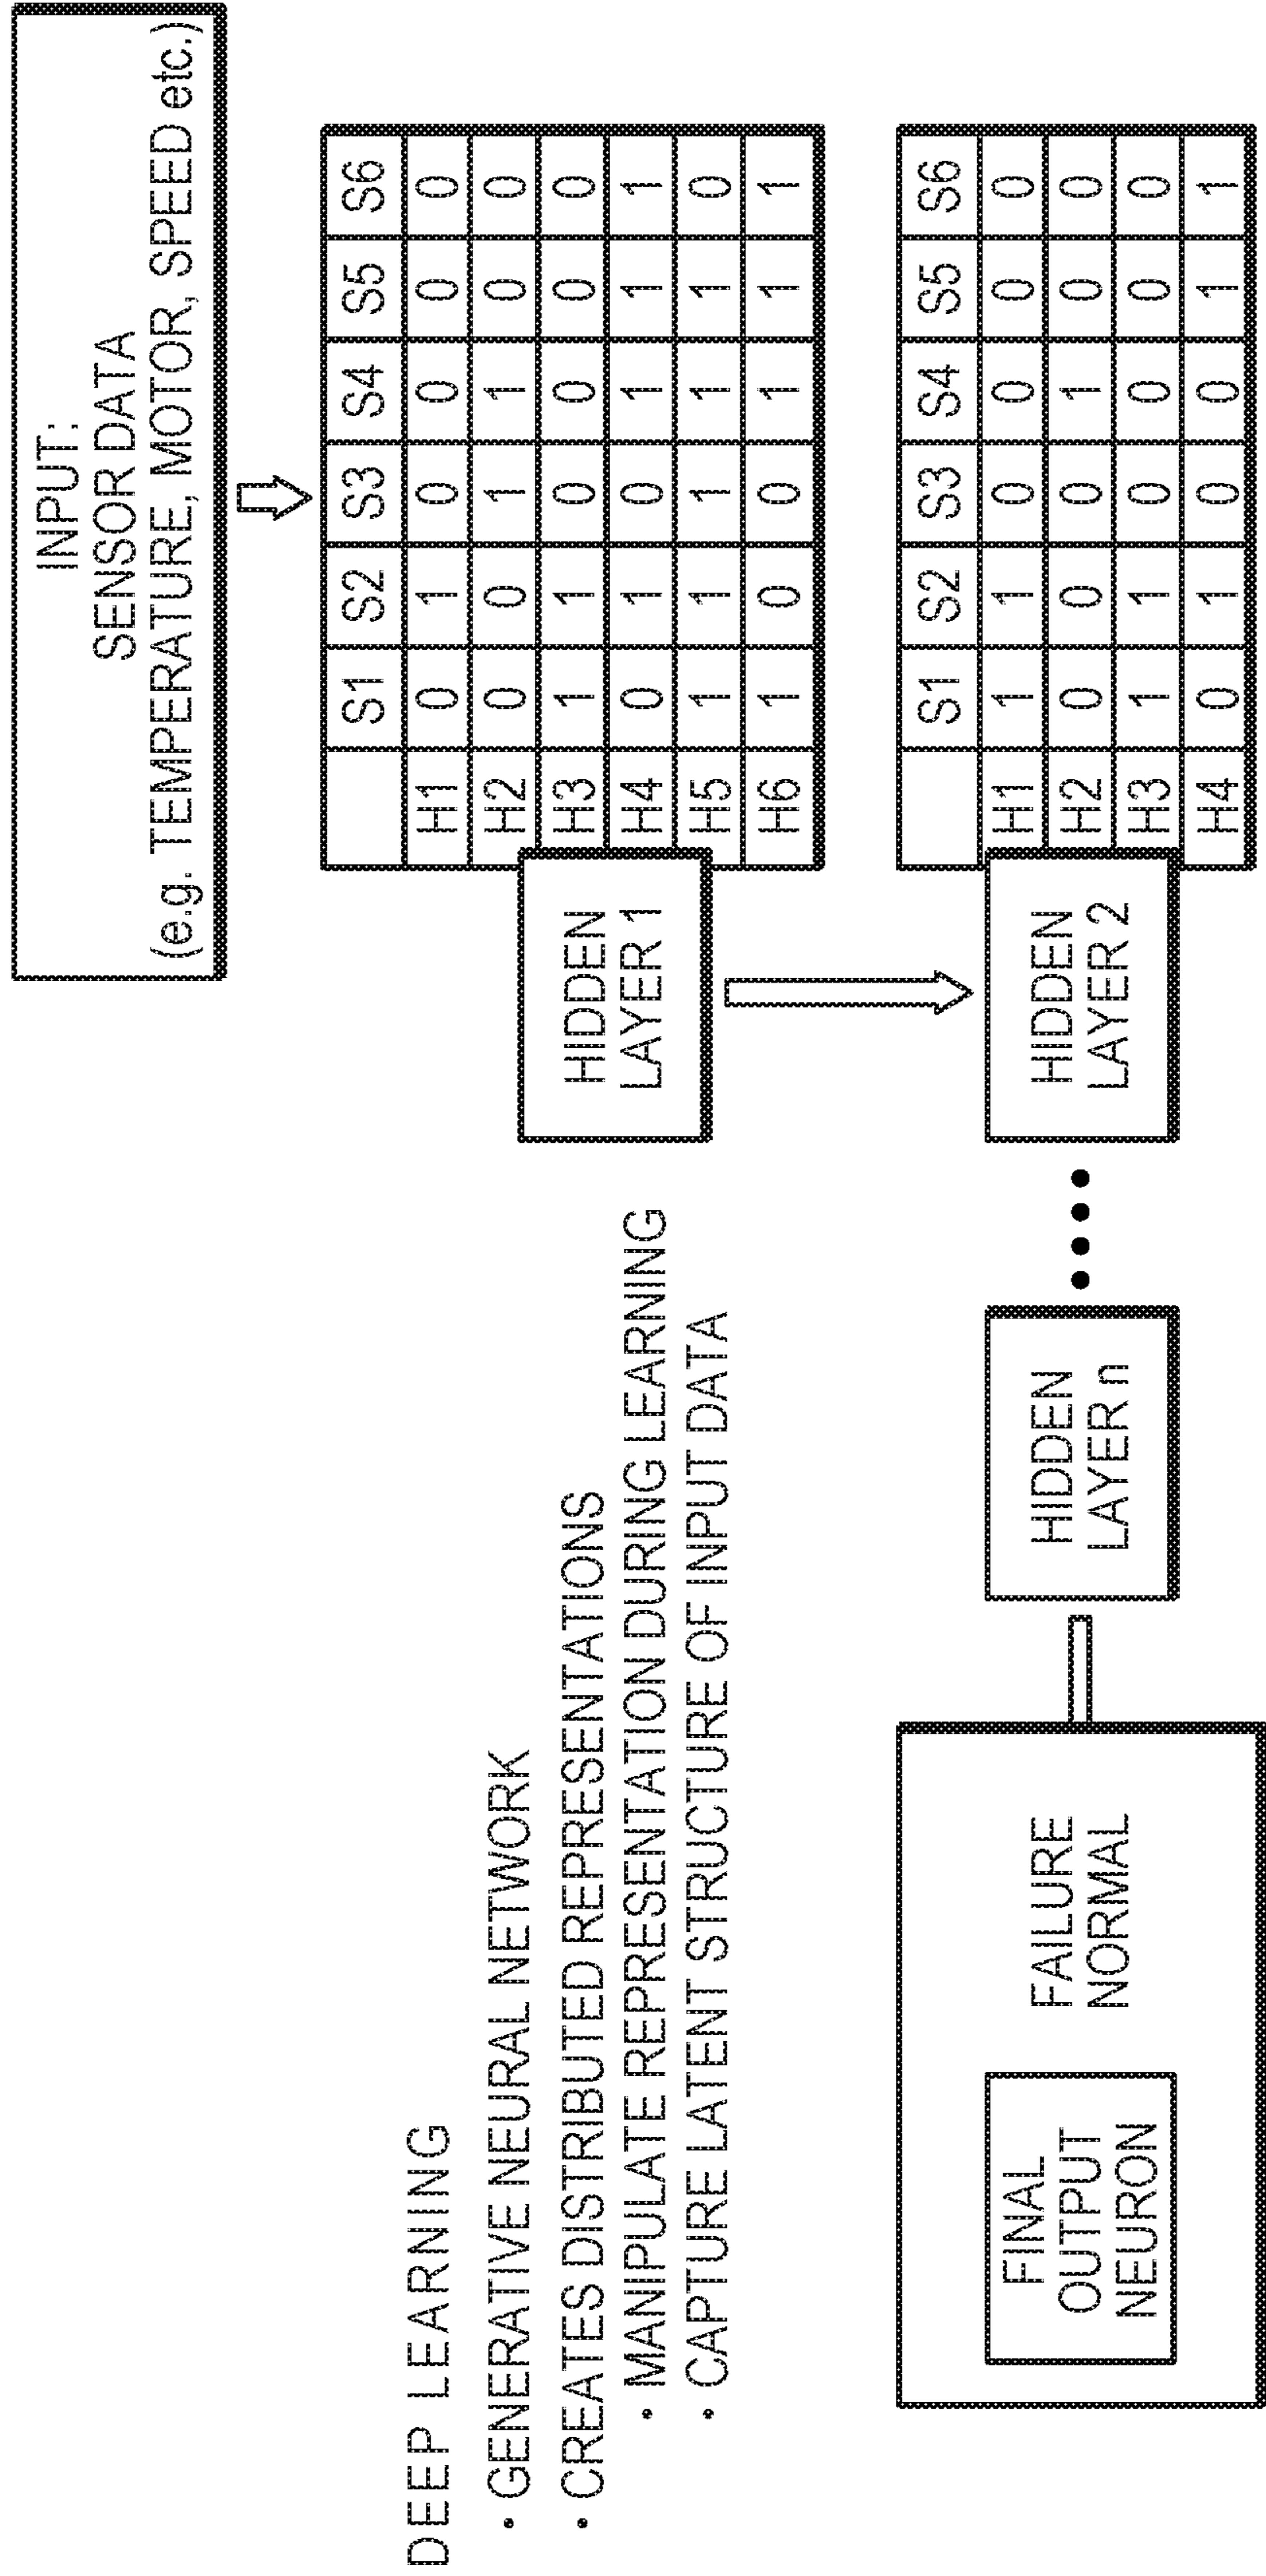 DEEP LEARNING
· GENERATIVE NEURAL NETWORK
· CREATES DISTRIBUTED REPRESENTATIONS
· MANIPULATE REPRESENTATION DURING LEARNING
· CAPTURE LATENT STRUCTURE OF INPUT DATA
INPUT:
SENSOR DATA
(e.g. TEMPERATURE, MOTOR, SPEED etc.)
S1 S2 S3 S4 S5 S6
H1 0 1 0 0 0 0
H2 0 0 1 1 0 0
H3 1 1 0 0 0 0
H4 0 1 0 1 1 1
H5 1 1 1 1 1 0
H6 1 0 0 1 1 1
HIDDEN
LAYER 1
FINAL
OUTPUT
NEURON
FAILURE
NORMAL
HIDDEN
LAYER n
HIDDEN
LAYER 2
S1 S2 S3 S4 S5 S6
H1 1 1 0 0 0 0
H2 0 0 0 1 0 0
H3 1 1 0 0 0 0
H4 0 1 0 0 1 1